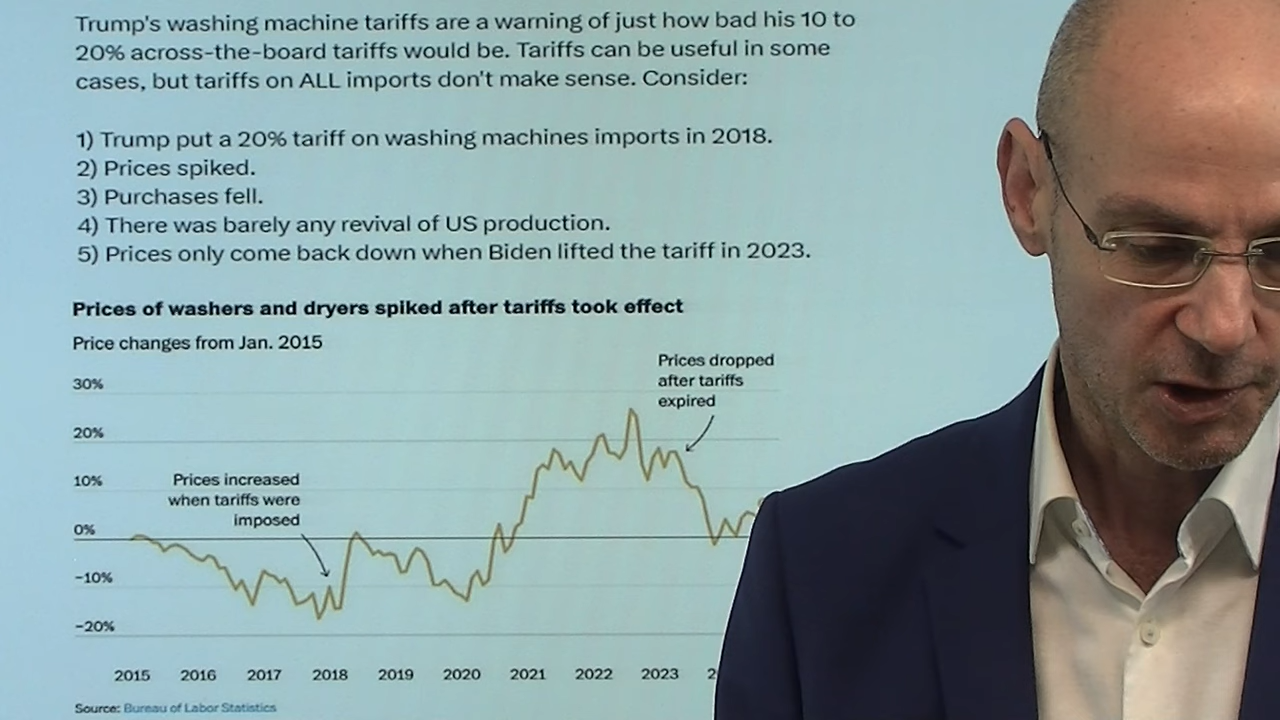 Trump's washing machine tariffs are a warning of just how bad his 10 to
20% across-the-board tariffs would be. Tariffs can be useful in some
cases, but tariffs on ALL imports don't make sense. Consider:
1) Trump put a 20% tariff on washing machines imports in 2018.
2) Prices spiked.
3) Purchases fell.
4) There was barely any revival of US production.
5) Prices only come back down when Biden lifted the tariff in 2023.
Prices of washers and dryers spiked after tariffs took effect
Price changes from Jan. 2015
Prices dropped
after tariffs
expired
30%
20%
10%
Prices increased
when tariffs were
imposed
0%
-10%
-20%
2015 2016 2017 2018 2019 2020 2021 2022 2023 2
Source: Bureau of Labor Statistics